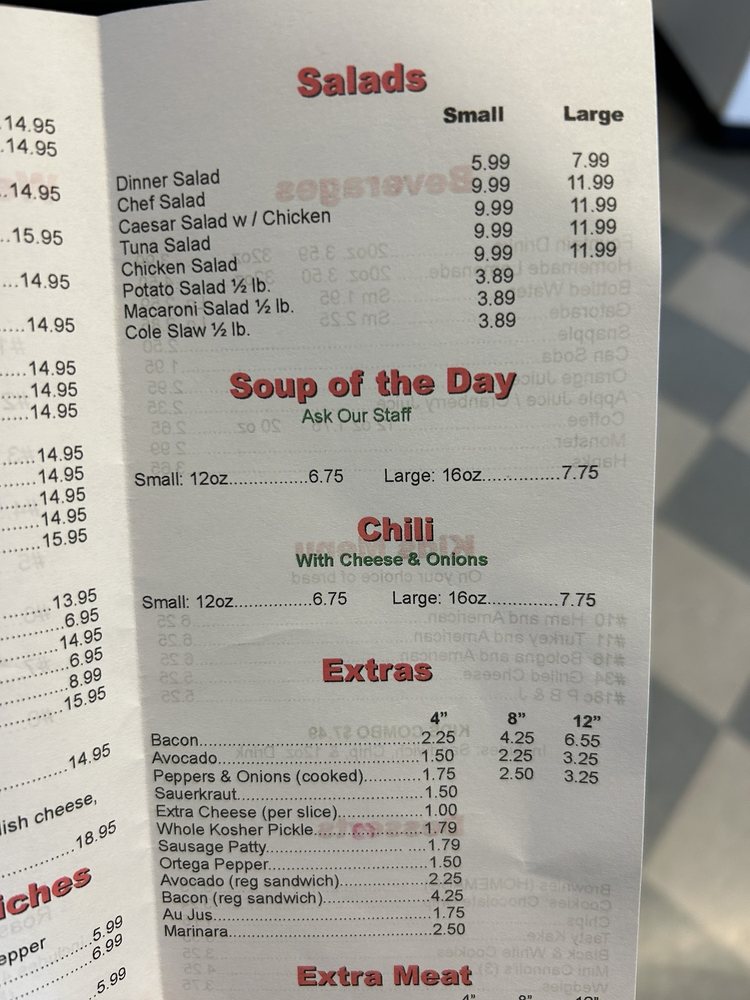 Salads
Small Large
Dinner Salad 5.99 7.99
Chef Salad 9.99 11.99
Caesar Salad w / Chicken 9.99 11.99
Tuna Salad 9.99 11.99
Chicken Salad 9.99 11.99
Potato Salad ½ lb. 3.89
Macaroni Salad ½ lb. 3.89
Cole Slaw ½ lb. 3.89
Soup of the Day
Ask Our Staff
Small: 12oz................6.75 Large: 16oz................7.75
Chili
With Cheese & Onions
Small: 12oz................6.75 Large: 16oz................7.75
Extras
4” 8” 12”
Bacon.....2.25 4.25 6.55
Avocado.....1.50 2.25 3.25
Peppers & Onions (cooked).....1.75 2.50 3.25
Sauerkraut.....1.50
Extra Cheese (per slice).....1.00
Whole Kosher Pickle.....1.79
Sausage Patty.....1.79
Ortega Pepper.....1.50
Avocado (reg sandwich).....2.25
Bacon (reg sandwich).....4.25
Au Jus.....1.75
Marinara.....2.50
Extra Meat
4” 8” 12”
14.95
14.95
14.95
15.95
14.95
14.95
14.95
14.95
14.95
14.95
14.95
14.95
14.95
15.95
13.95
6.95
14.95
6.95
8.99
15.95
14.95
cheese,
18.95
5.99
6.99
5.99